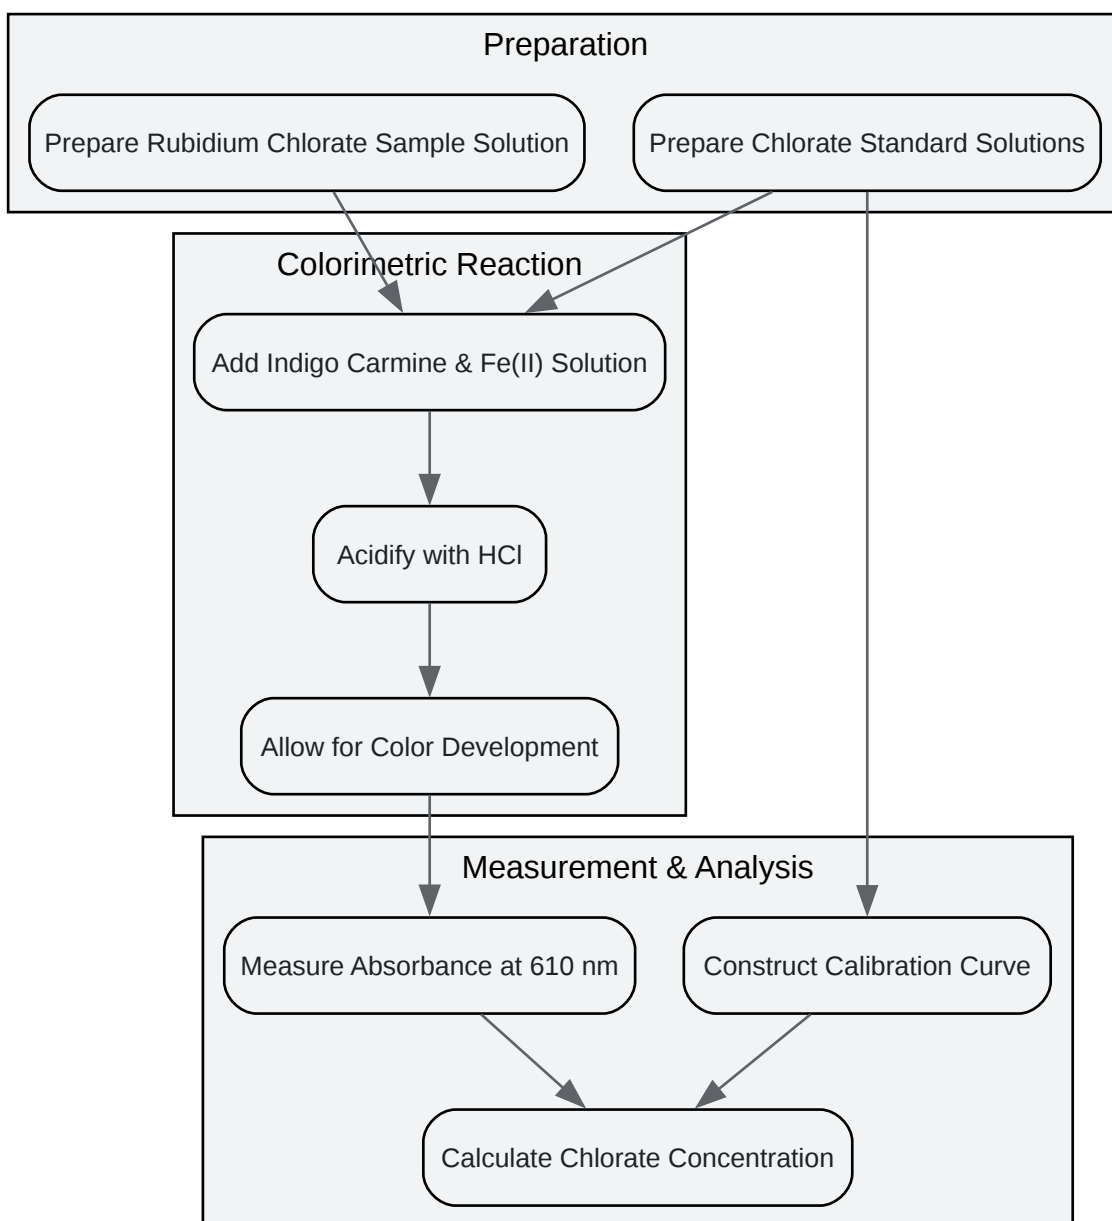 Preparation
Prepare Rubidium Chlorate Sample Solution
Prepare Chlorate Standard Solutions
Colorimetric Reaction
Add Indigo Carmine & Fe(II) Solution
Acidify with HCl
Allow for Color Development
Measurement & Analysis
Measure Absorbance at 610 nm
Construct Calibration Curve
Calculate Chlorate Concentration